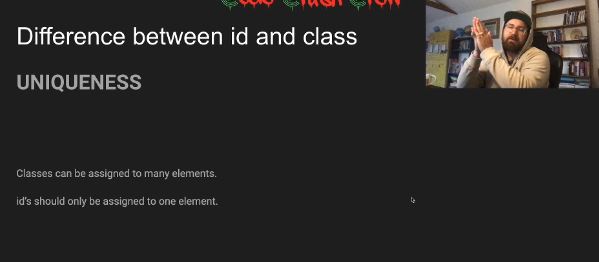 Difference between id and class
UNIQUENESS
Classes can be assigned to many elements.
id's should only be assigned to one element.